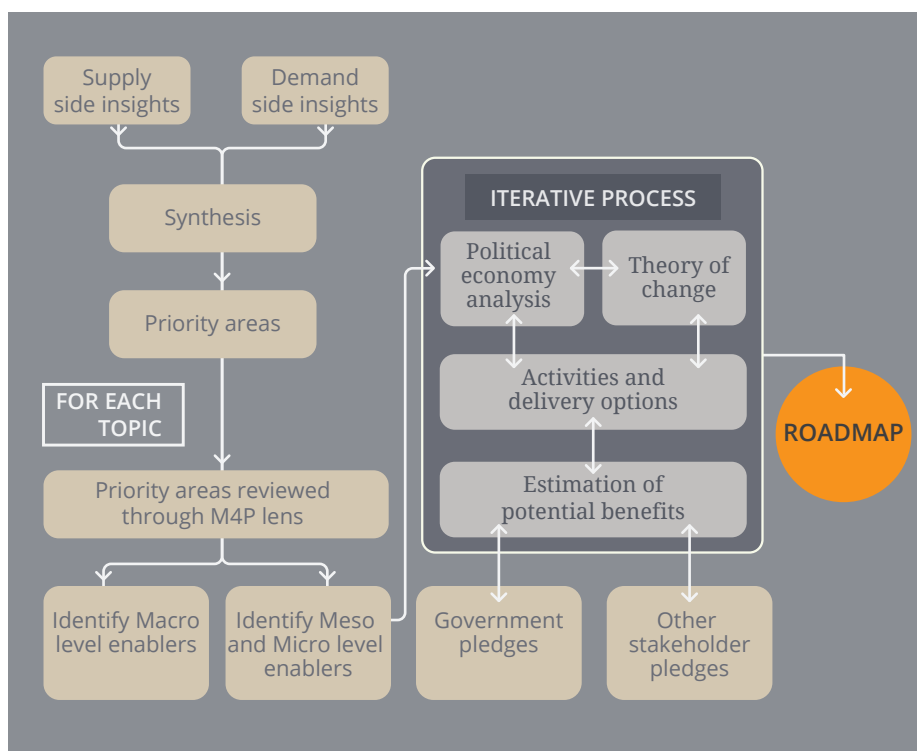 Supply
side insights
Demand
side insights
Synthesis
Priority areas
FOR EACH
TOPIC
Priority areas reviewed
through M4P lens
Identify Macro
level enablers
Identify Meso
and Micro level
enablers
ITERATIVE PROCESS
Political
economy
analysis
Theory of
change
Activities and
delivery options
Estimation of
potential benefits
Government
pledges
Other
stakeholder
pledges
ROADMAP